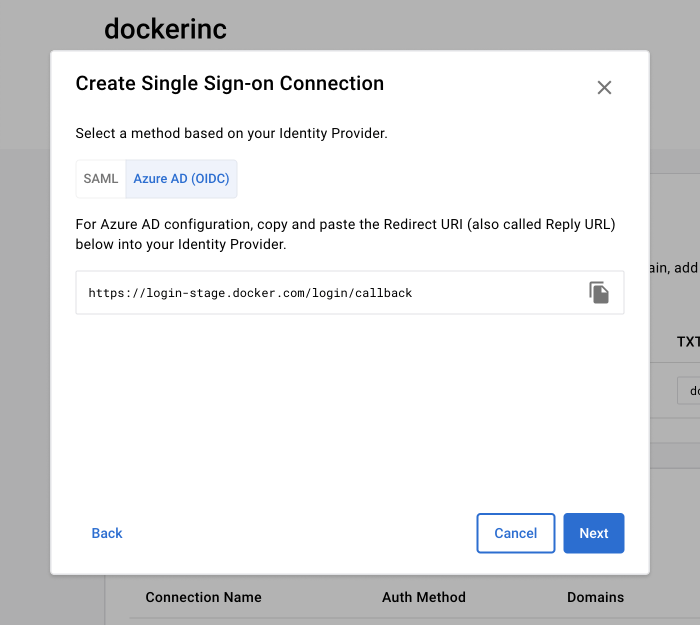 dockerinc
Create Single Sign-on Connection
Select a method based on your Identity Provider.
SAML Azure AD (OIDC)
For Azure AD configuration, copy and paste the Redirect URI (also called Reply URL)
below into your Identity Provider.
ain, add
https://login-stage.docker.com/login/callback
TXT
do
Back Cancel Next
Connection Name Auth Method Domains